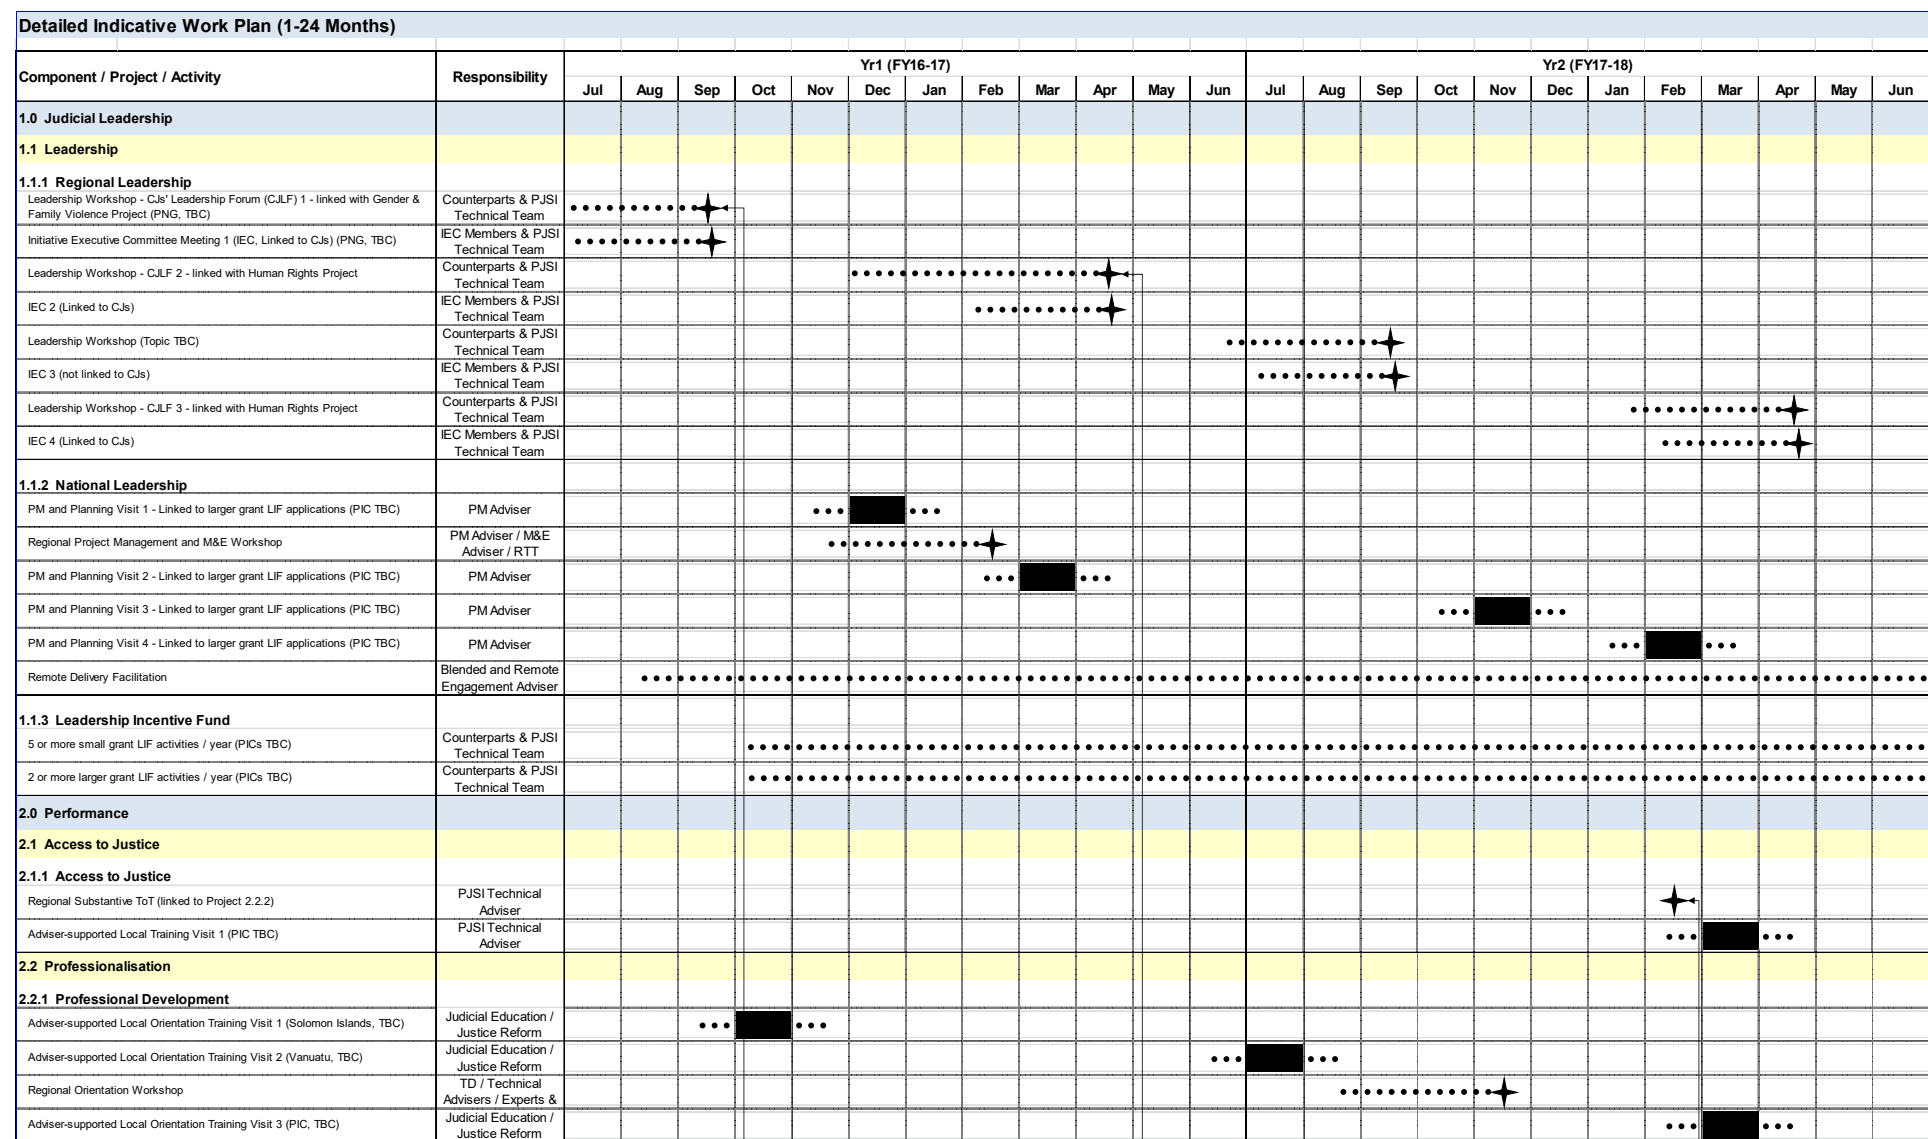 Detailed Indicative Work Plan (1-24 Months)
Component / Project / Activity
Responsibility
Yr1 (FY16-17)
Yr2 (FY17-18)
Jul Aug Sep Oct Nov Dec Jan Feb Mar Apr May Jun Jul Aug Sep Oct Nov Dec Jan Feb Mar Apr May Jun
1.0 Judicial Leadership
1.1 Leadership
1.1.1 Regional Leadership
Leadership Workshop - CJs' Leadership Forum (CJLF) 1 - linked with Gender &
Family Violence Project (PNG, TBC)
Counterparts & PJSI
Technical Team
Initiative Executive Committee Meeting 1 (IEC, Linked to CJs) (PNG, TBC)
IEC Members & PJSI
Technical Team
Leadership Workshop - CJLF 2 - linked with Human Rights Project
Counterparts & PJSI
Technical Team
IEC 2 (Linked to CJs)
IEC Members & PJSI
Technical Team
Leadership Workshop (Topic TBC)
Counterparts & PJSI
Technical Team
IEC 3 (not linked to CJs)
IEC Members & PJSI
Technical Team
Leadership Workshop - CJLF 3 - linked with Human Rights Project
Counterparts & PJSI
Technical Team
IEC 4 (Linked to CJs)
IEC Members & PJSI
Technical Team
1.1.2 National Leadership
PM and Planning Visit 1 - Linked to larger grant LIF applications (PIC TBC)
PM Adviser
Regional Project Management and M&E Workshop
PM Adviser / M&E
Adviser / RTT
PM and Planning Visit 2 - Linked to larger grant LIF applications (PIC TBC)
PM Adviser
PM and Planning Visit 3 - Linked to larger grant LIF applications (PIC TBC)
PM Adviser
PM and Planning Visit 4 - Linked to larger grant LIF applications (PIC TBC)
PM Adviser
Remote Delivery Facilitation
Blended and Remote
Engagement Adviser
1.1.3 Leadership Incentive Fund
5 or more small grant LIF activities / year (PICs TBC)
Counterparts & PJSI
Technical Team
2 or more larger grant LIF activities / year (PICs TBC)
Counterparts & PJSI
Technical Team
2.0 Performance
2.1 Access to Justice
2.1.1 Access to Justice
Regional Substantive ToT (linked to Project 2.2.2)
PJSI Technical
Adviser
Adviser-supported Local Training Visit 1 (PIC TBC)
PJSI Technical
Adviser
2.2 Professionalisation
2.2.1 Professional Development
Adviser-supported Local Orientation Training Visit 1 (Solomon Islands, TBC)
Judicial Education /
Justice Reform
Adviser-supported Local Orientation Training Visit 2 (Vanuatu, TBC)
Judicial Education /
Justice Reform
Regional Orientation Workshop
TD / Technical
Advisers / Experts &
Adviser-supported Local Orientation Training Visit 3 (PIC, TBC)
Judicial Education /
Justice Reform